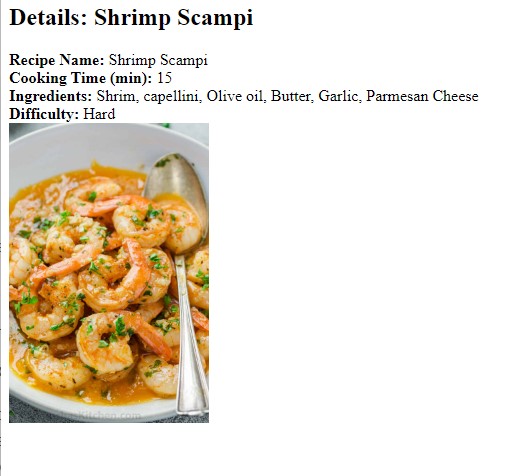 Details: Shrimp Scampi
Recipe Name: Shrimp Scampi
Cooking Time (min): 15
Ingredients: Shrim, capellini, Olive oil, Butter, Garlic, Parmesan Cheese
Difficulty: Hard